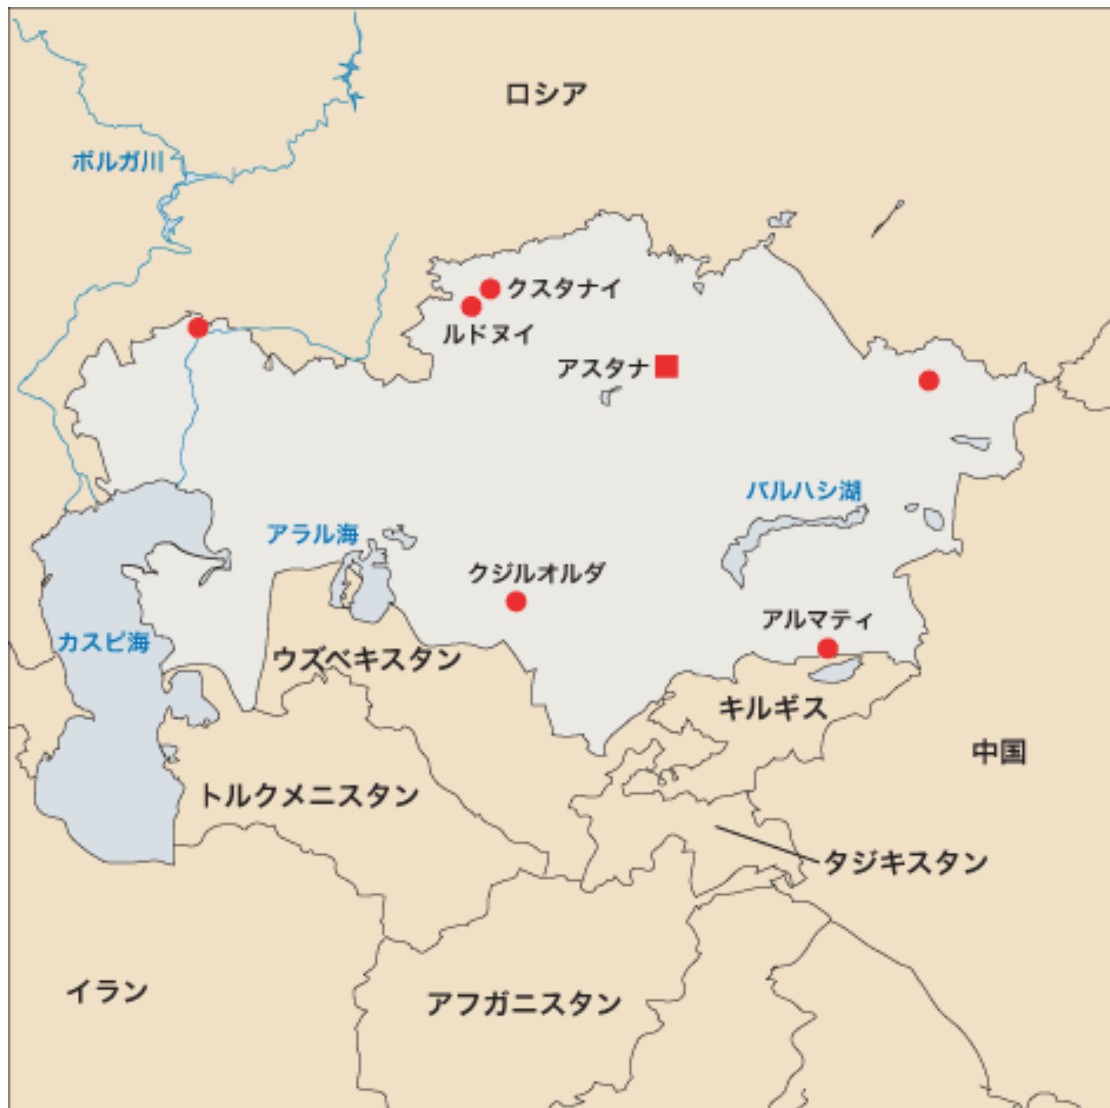 ロシア
ボルガ川
クスタナイ
ルドヌイ
アスタナ
バルハシ湖
アラル海
クジルオルダ
アルマティ
カスピ海
ウズベキスタン
キルギス
中国
トルクメニスタン
タジキスタン
イラン
アフガニスタン